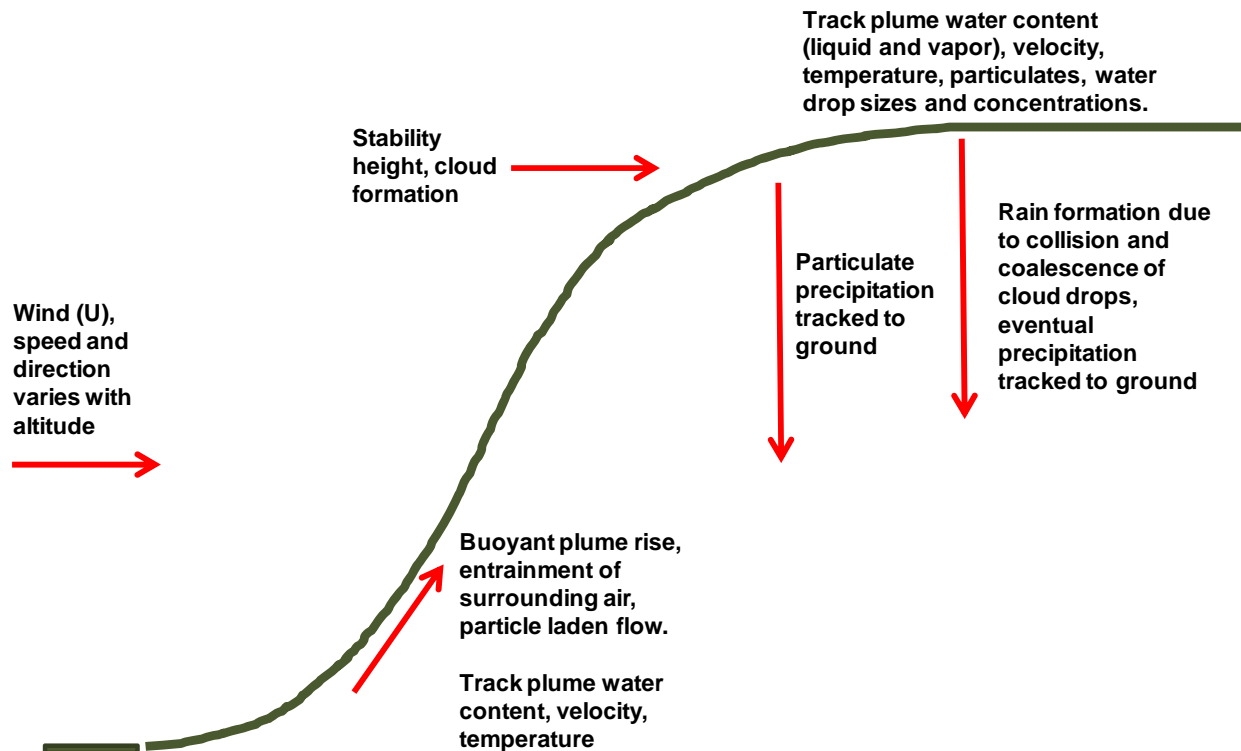 Track plume water content
(liquid and vapor), velocity,
temperature, particulates, water
drop sizes and concentrations.
Stability
height, cloud
formation
Rain formation due
to collision and
coalescence of
cloud drops,
eventual
precipitation
tracked to ground
Particulate
precipitation
tracked to
ground
Wind (U),
speed and
direction
varies with
altitude
Buoyant plume rise,
entrainment of
surrounding air,
particle laden flow.
Track plume water
content, velocity,
temperature